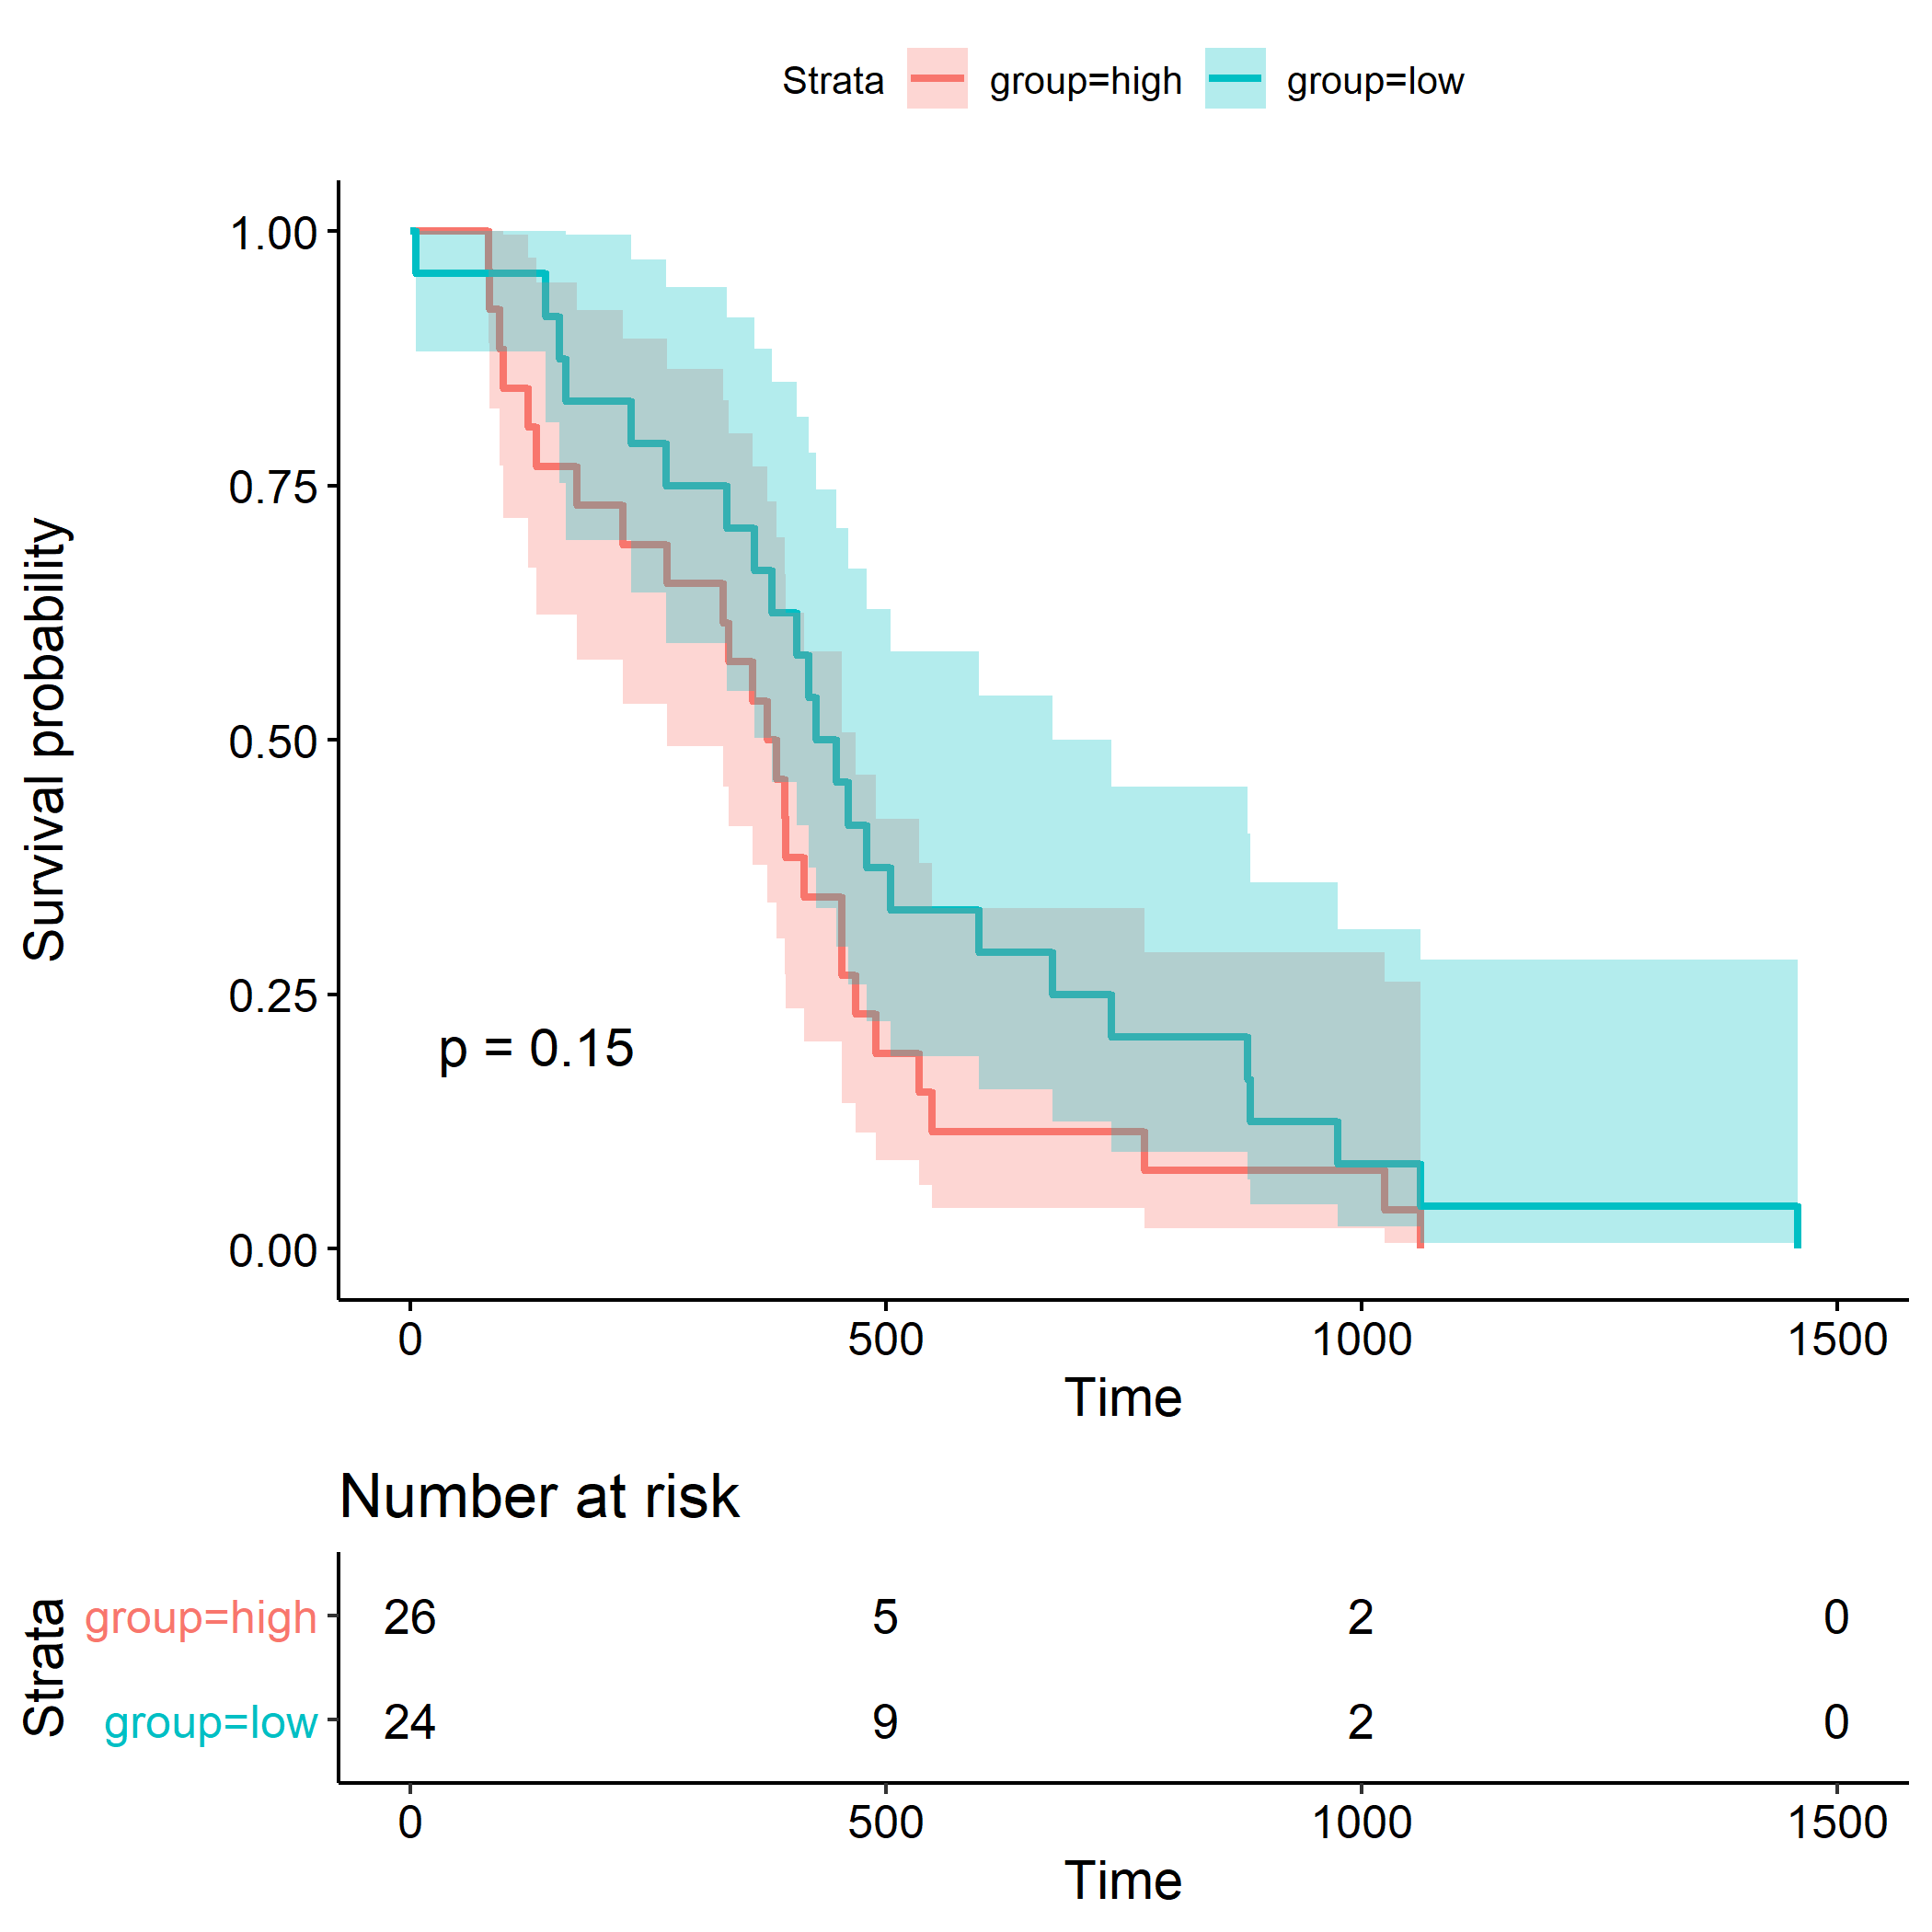 Strata group=high group=low
Survival probability
1.00
0.75
0.50
0.25
0.00
p = 0.15
0 500 1000 1500
Time
Number at risk
Strata
group=high 26 5 2 0
group=low 24 9 2 0
0 500 1000 1500
Time